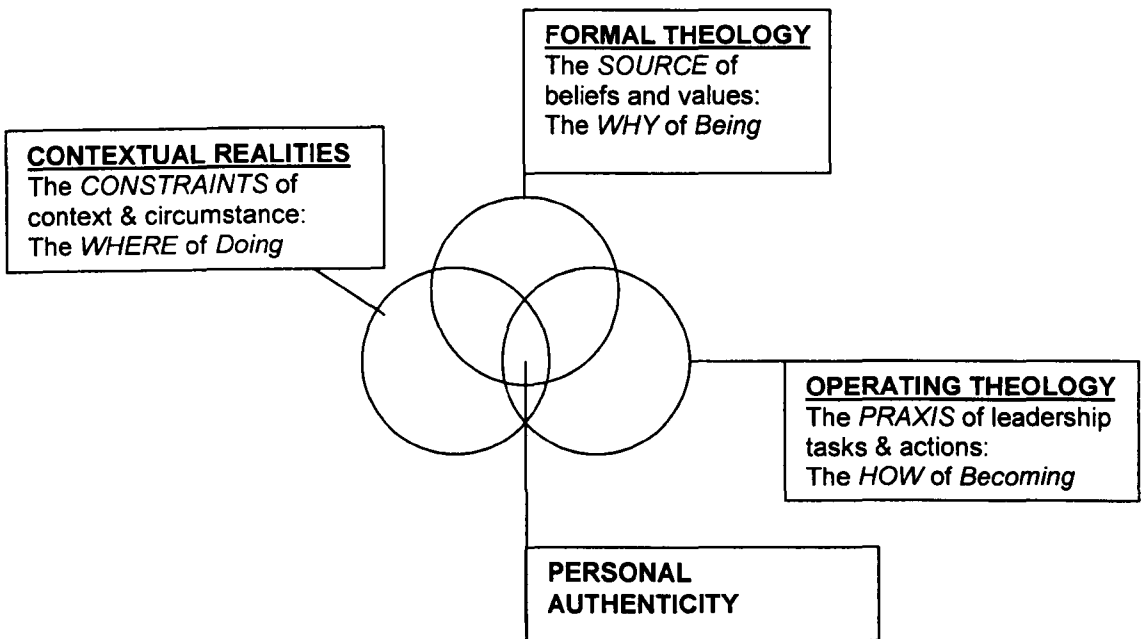 FORMAL THEOLOGY
The SOURCE of
beliefs and values:
The WHY of Being
CONTEXTUAL REALITIES
The CONSTRAINTS of
context & circumstance:
The WHERE of Doing
OPERATING THEOLOGY
The PRAXIS of leadership
tasks & actions:
The HOW of Becoming
PERSONAL
AUTHENTICITY